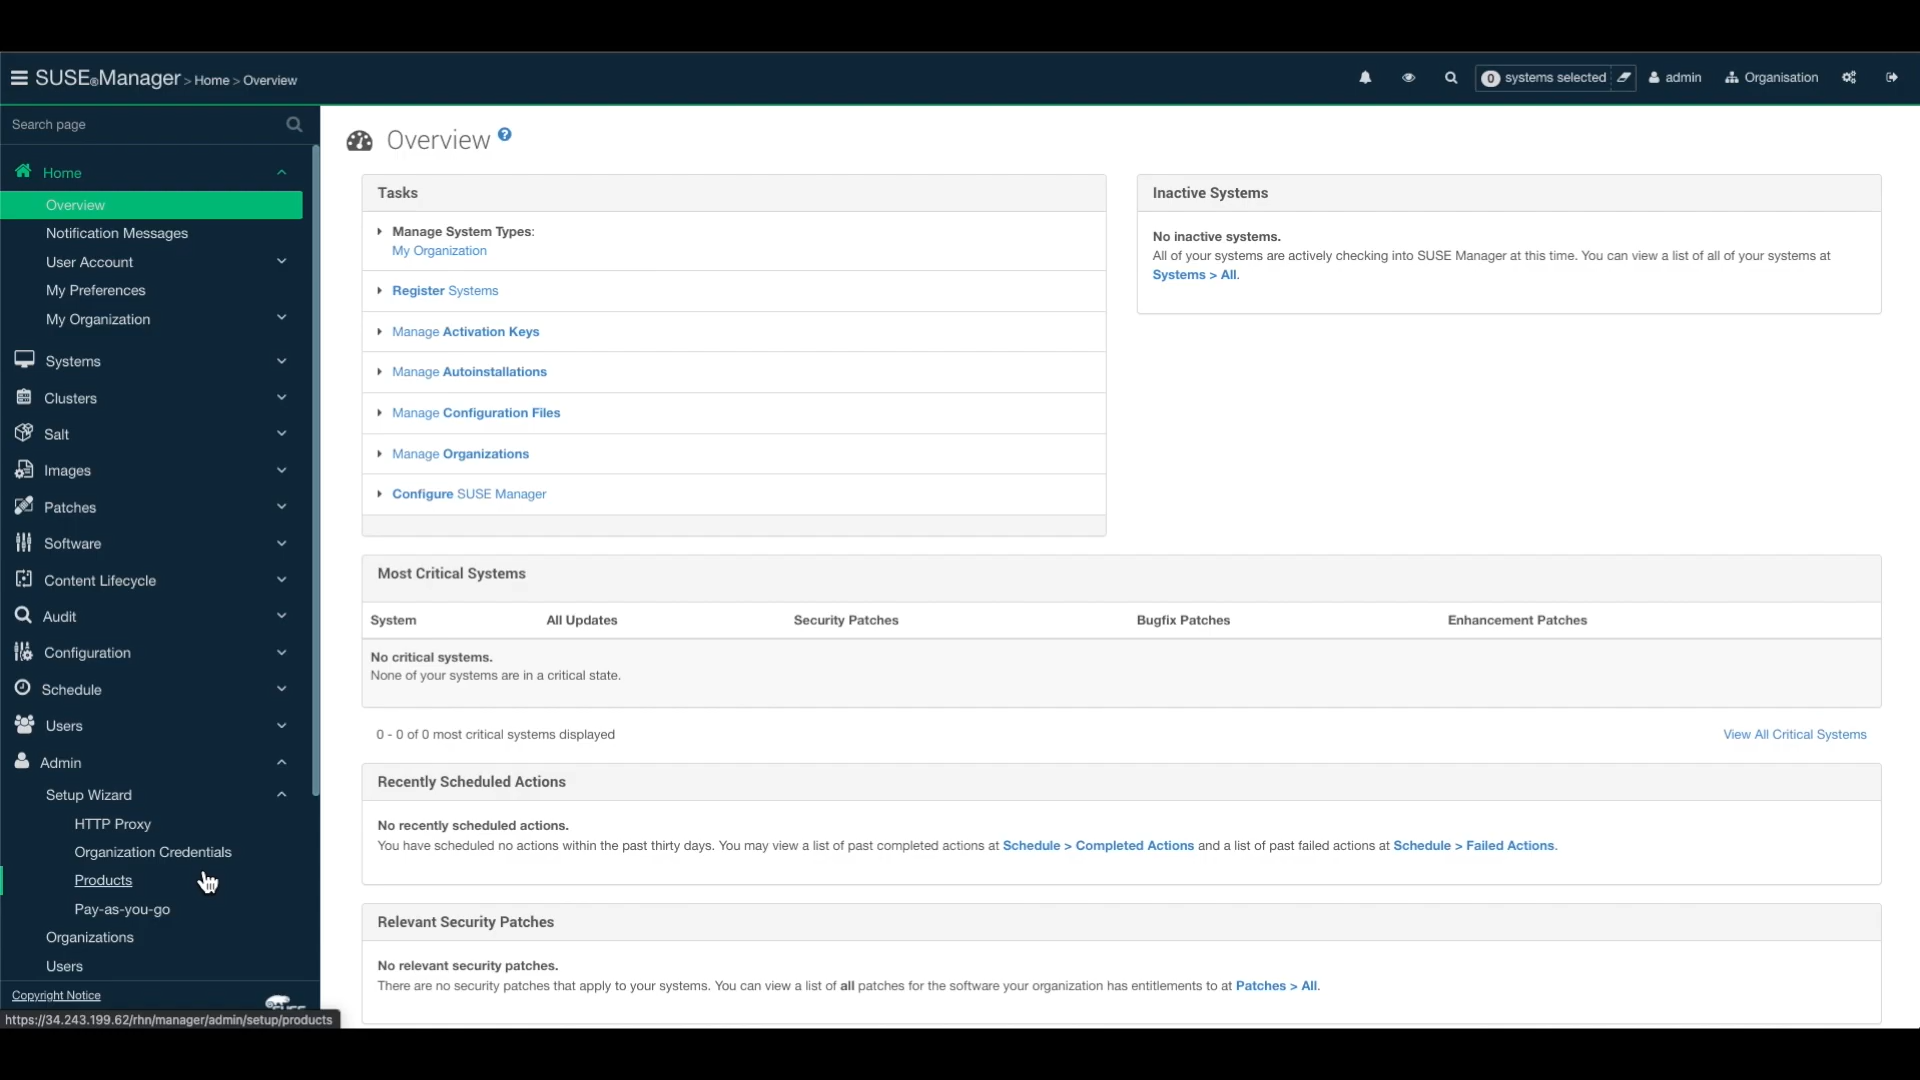 SUSE®Manager > Home > Overview
0 systems selected
admin
Organisation
Search page
Home
Overview
Notification Messages
User Account
My Preferences
My Organization
Systems
Clusters
Salt
Images
Patches
Software
Content Lifecycle
Audit
Configuration
Schedule
Users
Admin
Setup Wizard
HTTP Proxy
Organization Credentials
Products
Pay-as-you-go
Organizations
Users
Copyright Notice
SUSE
https://34.243.199.62/rhn/manager/admin/setup/products
Overview ?
Tasks
Manage System Types:
My Organization
Register Systems
Manage Activation Keys
Manage Autoinstallations
Manage Configuration Files
Manage Organizations
Configure SUSE Manager
Inactive Systems
No inactive systems.
All of your systems are actively checking into SUSE Manager at this time. You can view a list of all of your systems at
Systems > All.
Most Critical Systems
System All Updates Security Patches Bugfix Patches Enhancement Patches
No critical systems.
None of your systems are in a critical state.
0 - 0 of 0 most critical systems displayed
View All Critical Systems
Recently Scheduled Actions
No recently scheduled actions.
You have scheduled no actions within the past thirty days. You may view a list of past completed actions at Schedule > Completed Actions and a list of past failed actions at Schedule > Failed Actions.
Relevant Security Patches
No relevant security patches.
There are no security patches that apply to your systems. You can view a list of all patches for the software your organization has entitlements to at Patches > All.